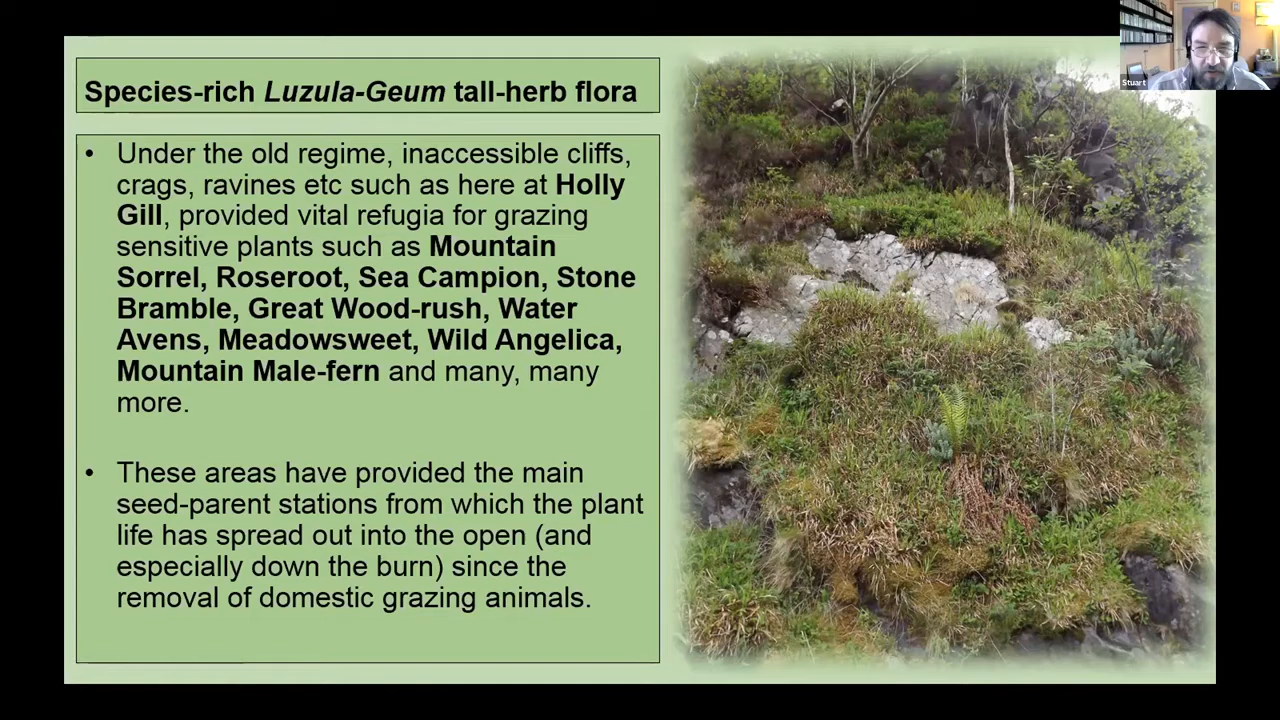 Species-rich Luzula-Geum tall-herb flora
• Under the old regime, inaccessible cliffs,
crags, ravines etc such as here at Holly
Gill, provided vital refugia for grazing
sensitive plants such as Mountain
Sorrel, Roseroot, Sea Campion, Stone
Bramble, Great Wood-rush, Water
Avens, Meadowsweet, Wild Angelica,
Mountain Male-fern and many, many
more.
• These areas have provided the main
seed-parent stations from which the plant
life has spread out into the open (and
especially down the burn) since the
removal of domestic grazing animals.
Stuart